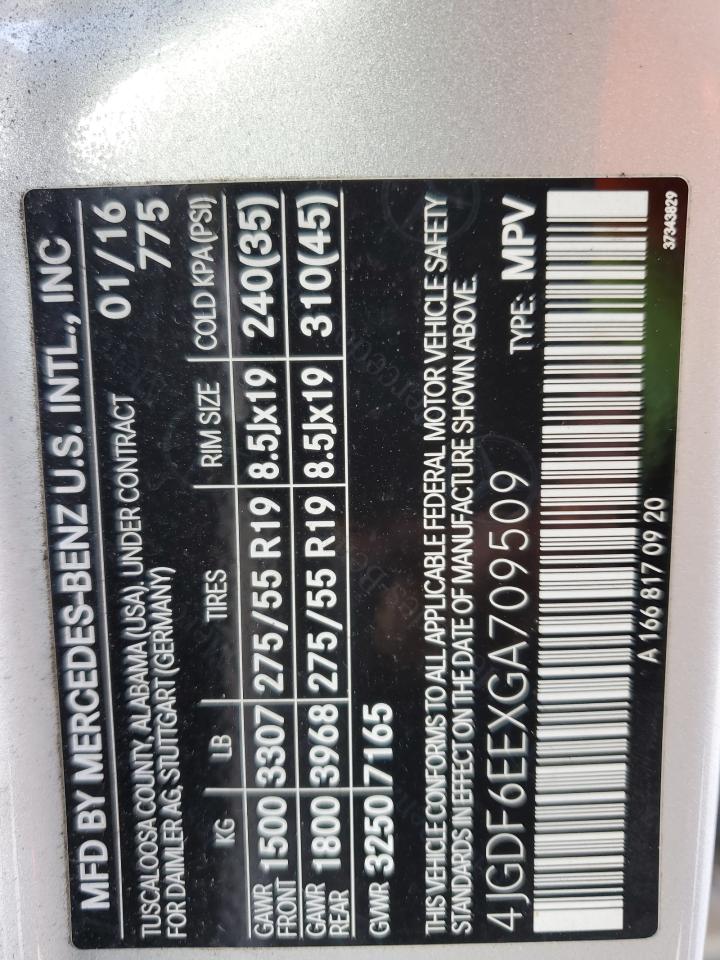 MFD BY MERCEDES-BENZ U.S. INTL., INC
TUSCALOOSA COUNTY, ALABAMA (USA), UNDER CONTRACT 01/16
FOR DAIMLER AG, STUTTGART (GERMANY) 775
KG LB TIRES RIM SIZE COLD KPA(PSI)
GAWR FRONT 1500 3307 275/55 R19 8.5Jx19 240(35)
GAWR REAR 1800 3968 275/55 R19 8.5Jx19 310(45)
GVWR 3250 7165
THIS VEHICLE CONFORMS TO ALL APPLICABLE FEDERAL MOTOR VEHICLE SAFETY
STANDARDS IN EFFECT ON THE DATE OF MANUFACTURE SHOWN ABOVE.
4JGDF6EEXGA709509 TYPE: MPV
A 166 817 09 20
37343829